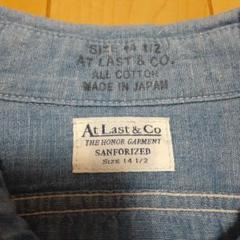 SIZE 14 1/2
AT LAST & CO.
ALL COTTON
MADE IN JAPAN
At Last & Co
THE HONOR GARMENT
SANFORIZED
SIZE 14 1/2